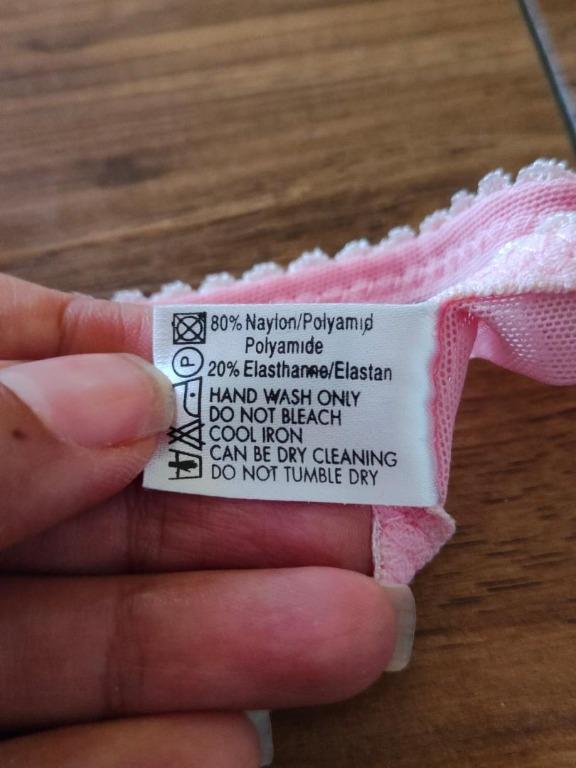 80% Naylon/Polyamid
Polyamide
20% Elasthanne/Elastan
HAND WASH ONLY
DO NOT BLEACH
COOL IRON
CAN BE DRY CLEANING
DO NOT TUMBLE DRY
P